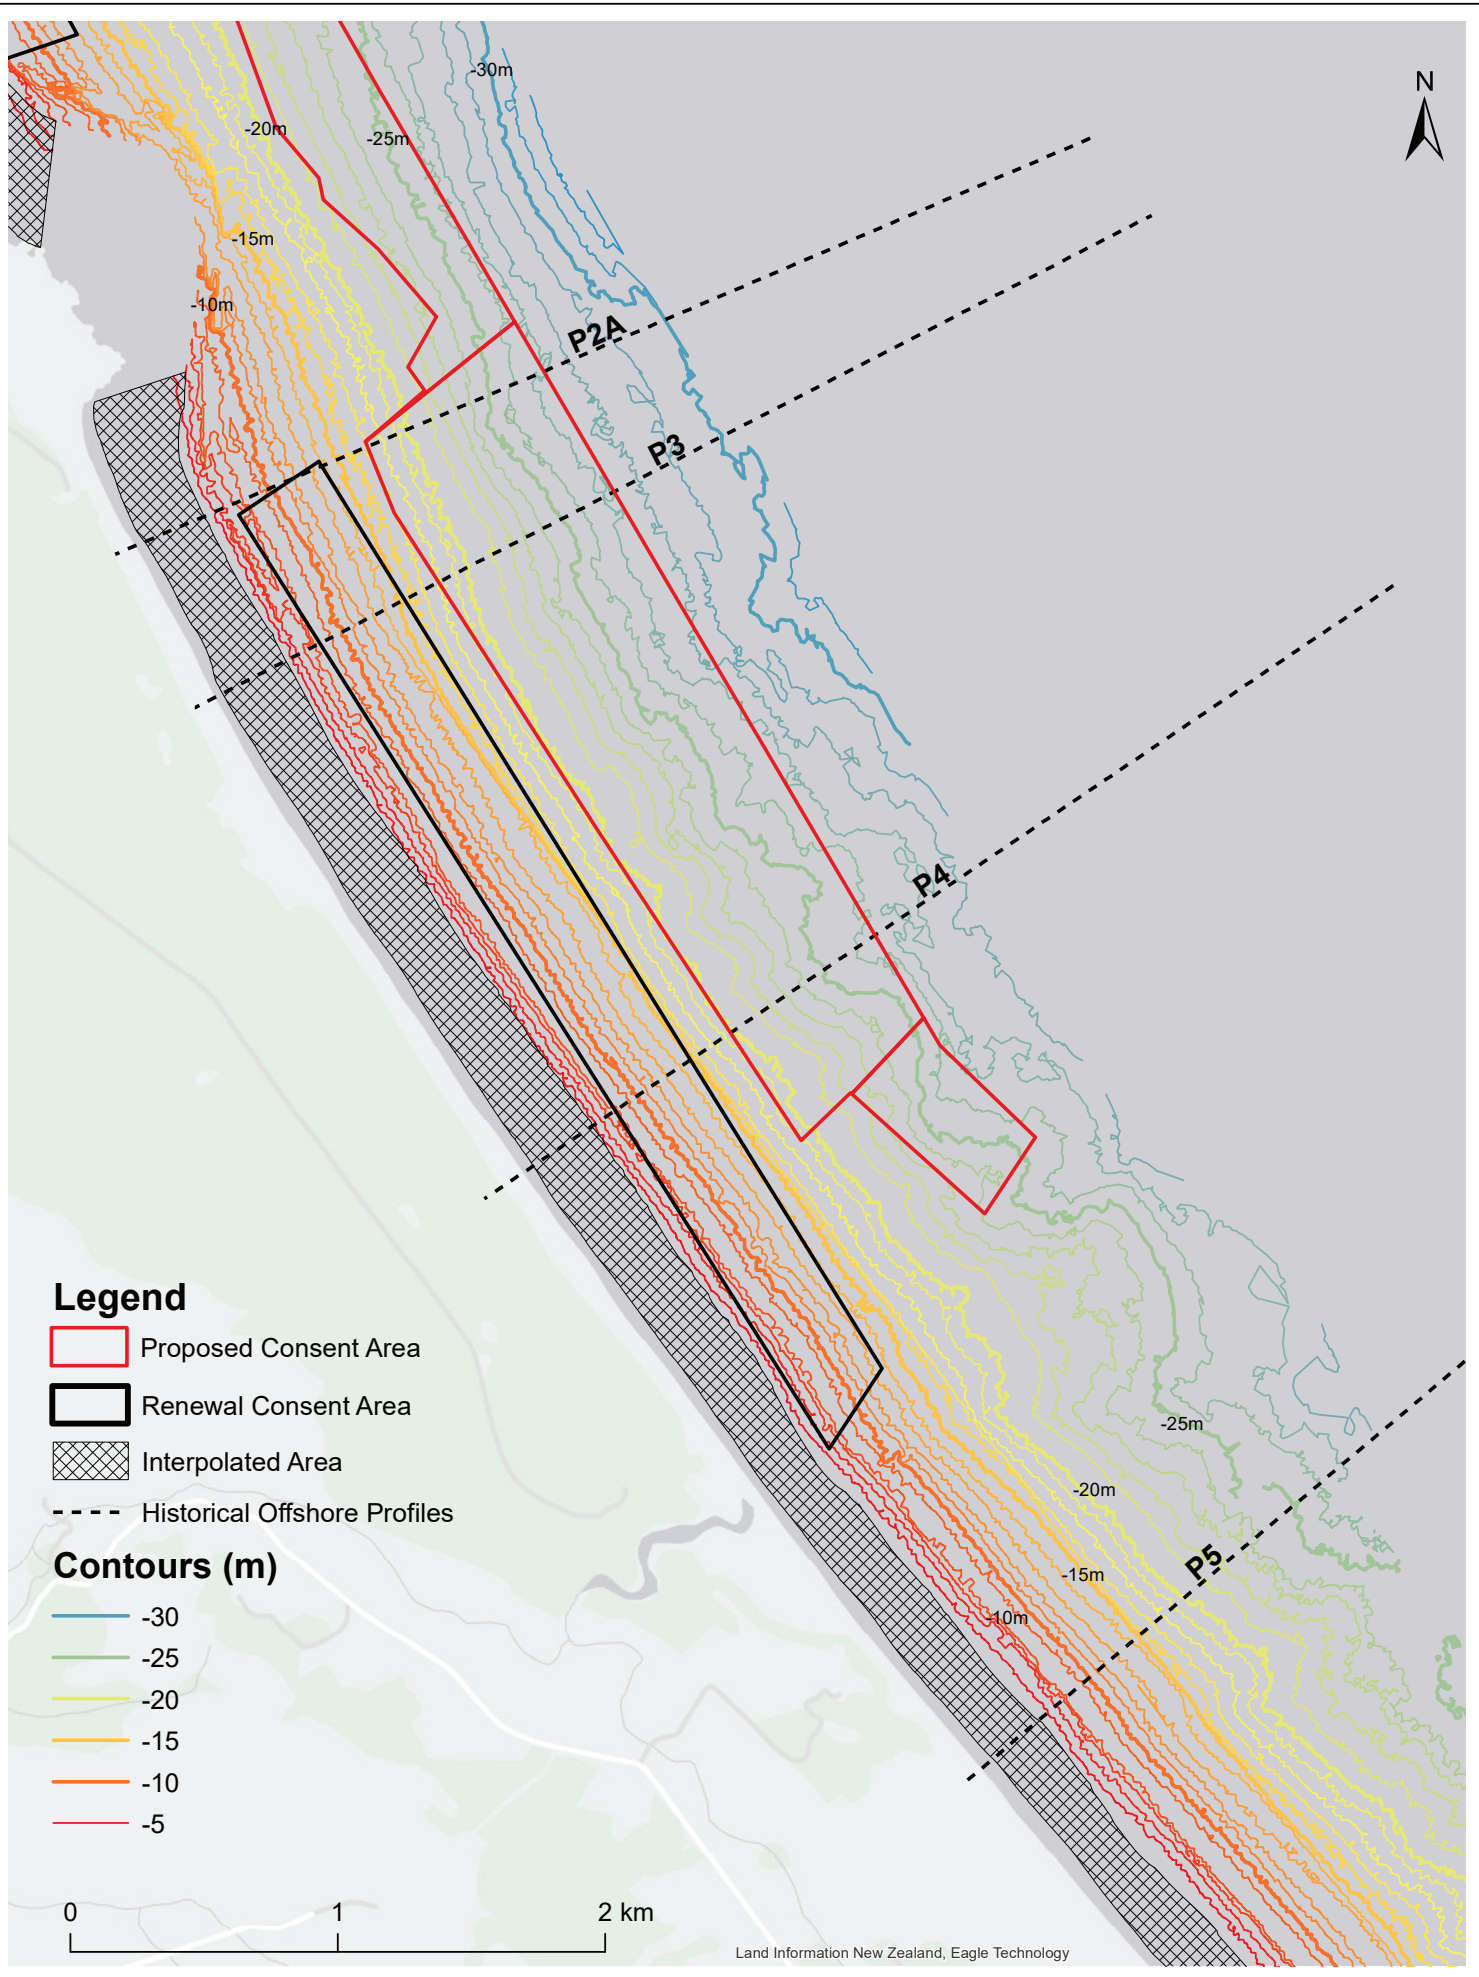 -30m
N
-20m
-25m
-15m
-10m
P2A
P3
P4
Legend
Proposed Consent Area
Renewal Consent Area
Interpolated Area
Historical Offshore Profiles
-25m
-20m
P5
-15m
-10m
Contours (m)
-30
-25
-20
-15
-10
-5
0 1 2 km
Land Information New Zealand, Eagle Technology